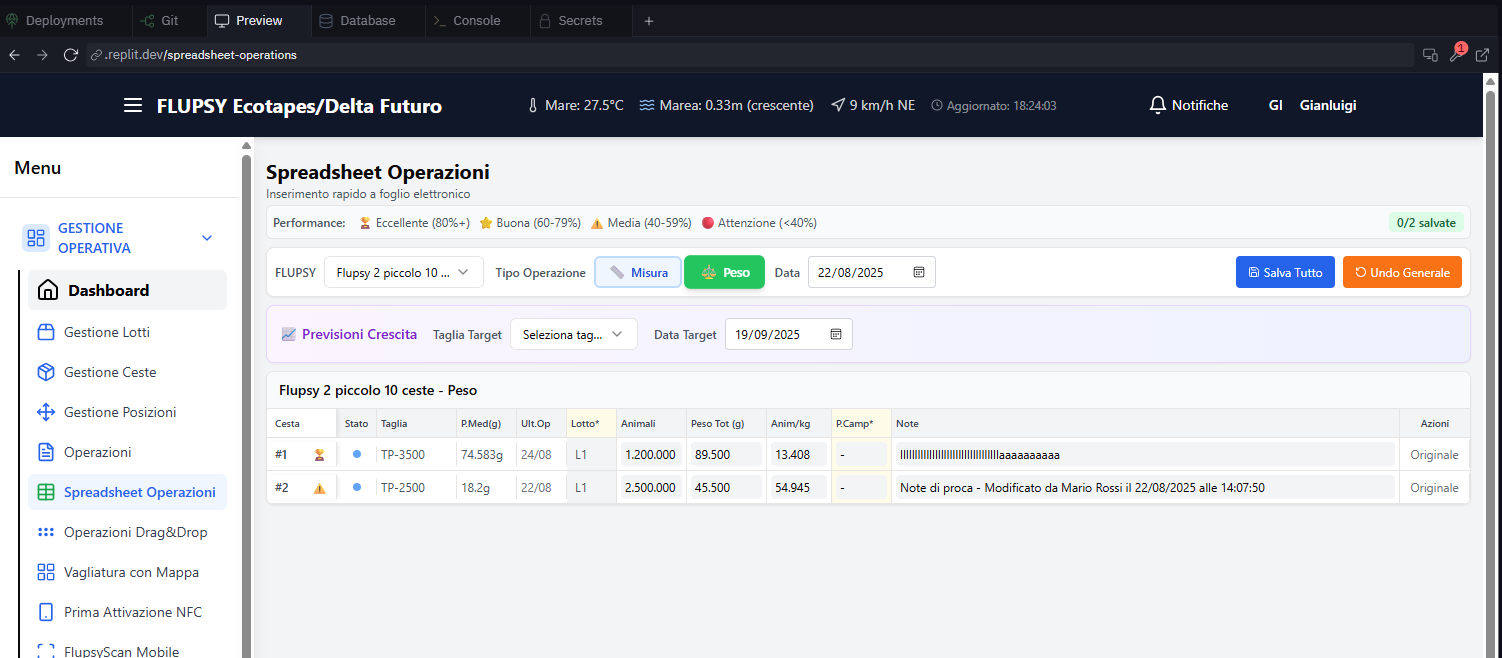 Deployments Git Preview Database Console Secrets +
.replit.dev/spreadsheet-operations 1
FLUPSY Ecotapes/Delta Futuro Mare: 27.5°C Marea: 0.33m (crescente) 9 km/h NE Aggiornato: 18:24:03 Notifiche GI Gianluigi
Menu
GESTIONE
OPERATIVA
Dashboard
Gestione Lotti
Gestione Ceste
Gestione Posizioni
Operazioni
Spreadsheet Operazioni
Operazioni Drag&Drop
Vagliatura con Mappa
Prima Attivazione NFC
FlupsyScan Mobile
Spreadsheet Operazioni
Inserimento rapido a foglio elettronico
Performance: Eccellente (80%+) Buona (60-79%) Media (40-59%) Attenzione (<40%) 0/2 salvate
FLUPSY Flupsy 2 piccolo 10 ... Tipo Operazione Misura Peso Data 22/08/2025 Salva Tutto Undo Generale
Previsioni Crescita Taglia Target Seleziona tag... Data Target 19/09/2025
Flupsy 2 piccolo 10 ceste - Peso
Cesta Stato Taglia P.Med(g) Ult.Op Lotto* Animali Peso Tot (g) Anim/kg P.Camp* Note Azioni
#1 TP-3500 74.583g 24/08 L1 1.200.000 89.500 13.408 - Originale
#2 TP-2500 18.2g 22/08 L1 2.500.000 45.500 54.945 - Note di proca - Modificato da Mario Rossi il 22/08/2025 alle 14:07:50 Originale